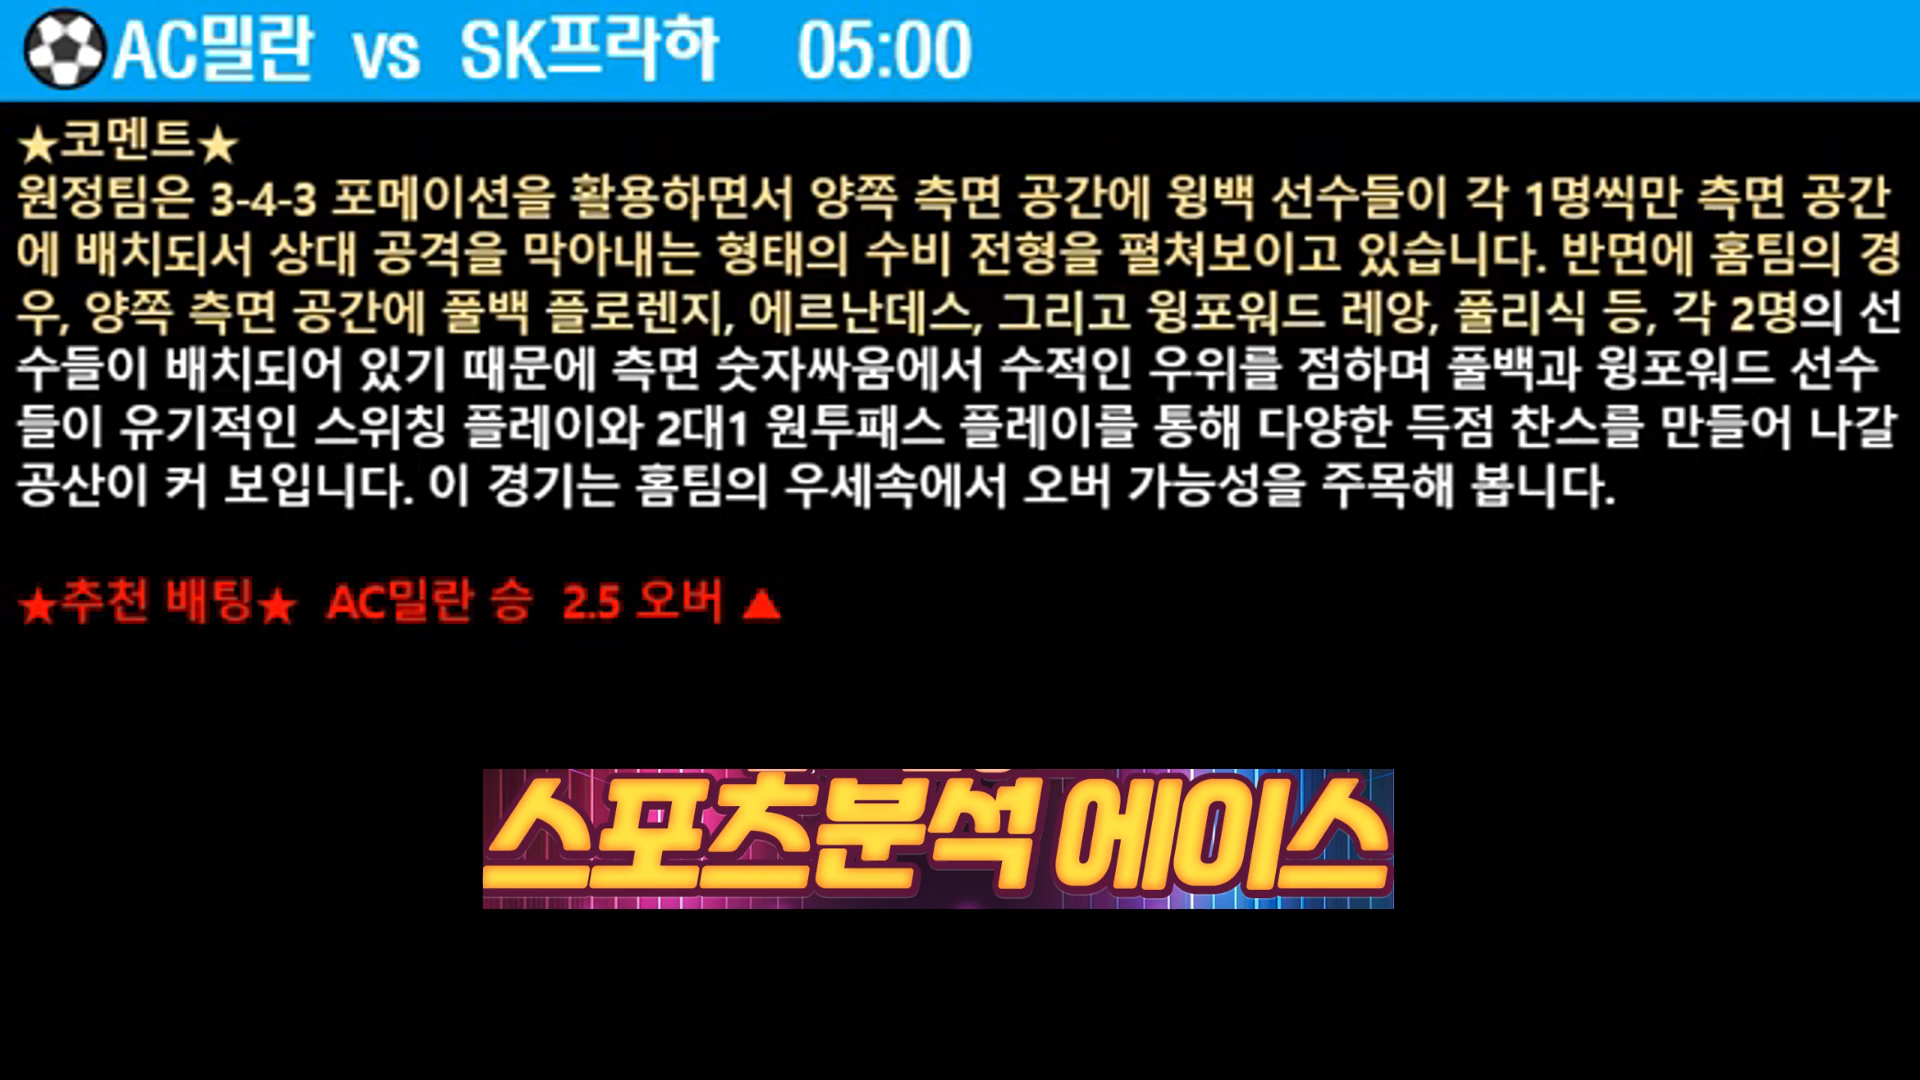 AC밀란 vs SK프라하 05:00
★코멘트★
원정팀은 3-4-3 포메이션을 활용하면서 양쪽 측면 공간에 윙백 선수들이 각 1명씩만 측면 공간
에 배치되서 상대 공격을 막아내는 형태의 수비 전형을 펼쳐보이고 있습니다. 반면에 홈팀의 경
우, 양쪽 측면 공간에 풀백 플로렌지, 에르난데스, 그리고 윙포워드 레앙, 풀리식 등, 각 2명의 선
수들이 배치되어 있기 때문에 측면 숫자싸움에서 수적인 우위를 점하며 풀백과 윙포워드 선수
들이 유기적인 스위칭 플레이와 2대1 원투패스 플레이를 통해 다양한 득점 찬스를 만들어 나갈
공산이 커 보입니다. 이 경기는 홈팀의 우세속에서 오버 가능성을 주목해 봅니다.
★추천 배팅★ AC밀란 승 2.5 오버 ▲
스포츠분석 에이스